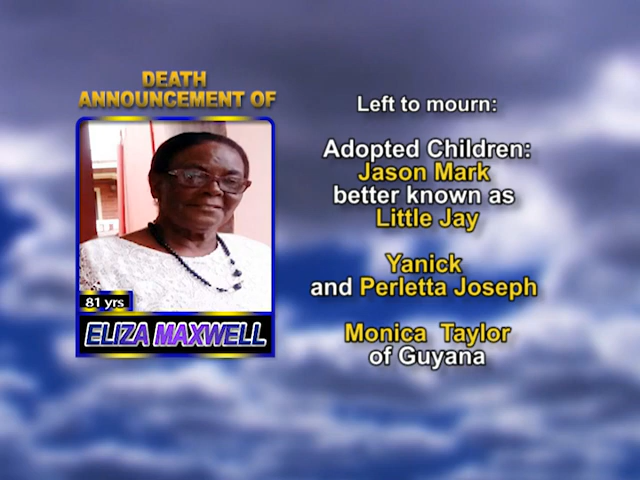 DEATH
ANNOUNCEMENT OF
81 yrs
ELIZA MAXWELL
Left to mourn:
Adopted Children:
Jason Mark
better known as
Little Jay
Yanick
and Perletta Joseph
Monica Taylor
of Guyana